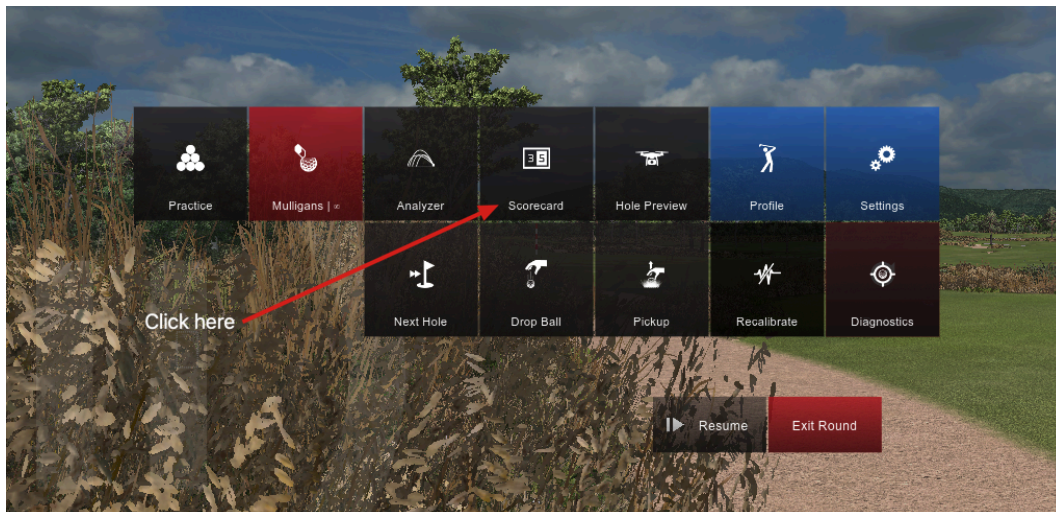 Practice
Mulligans | ∞
Analyzer
35
Scorecard
Hole Preview
Profile
Settings
Click here
Next Hole
Drop Ball
Pickup
Recalibrate
Diagnostics
Resume
Exit Round